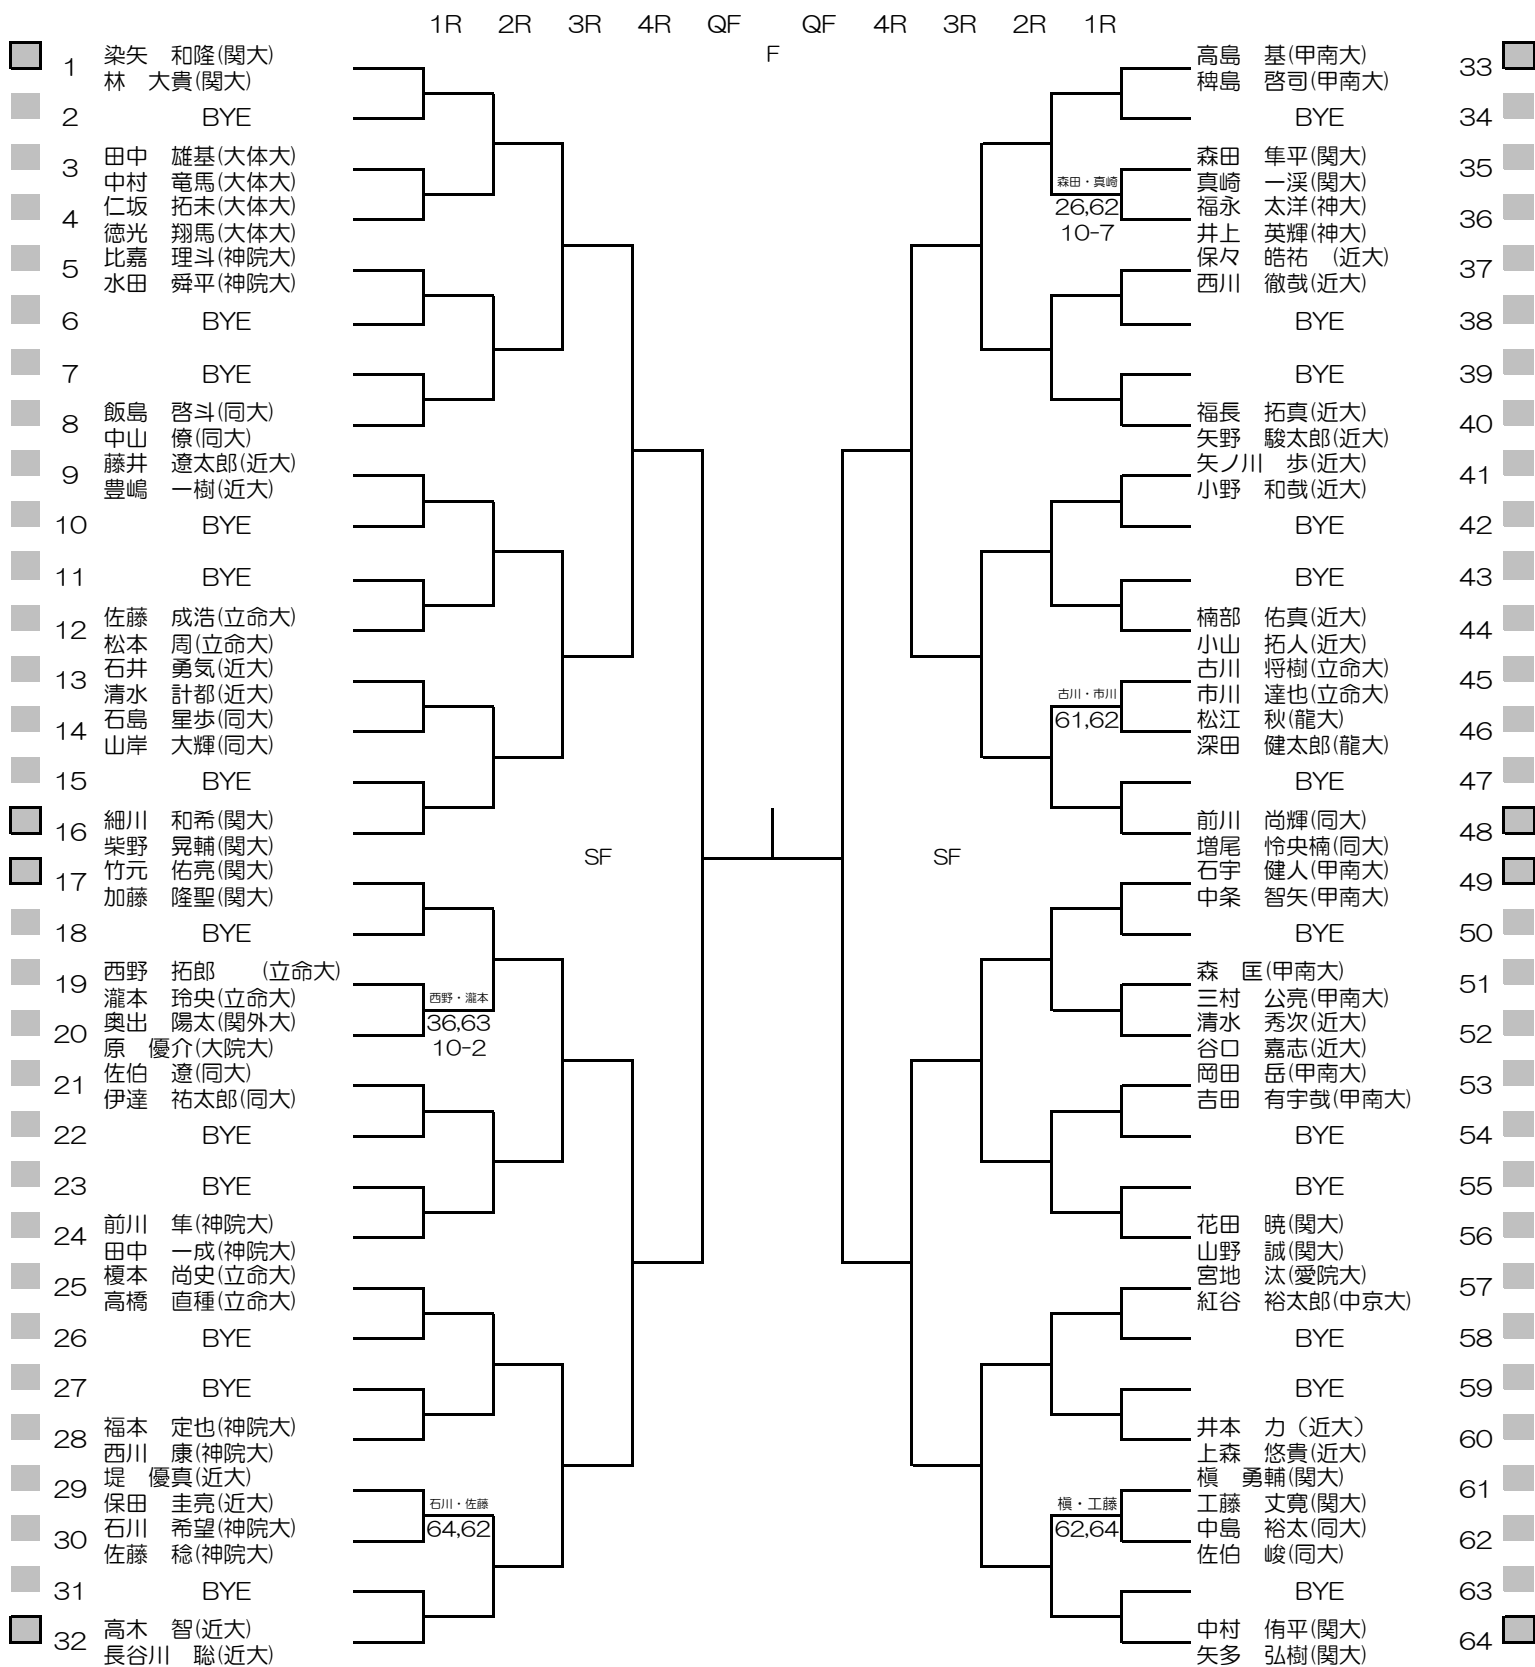 1R 2R 3R 4R QF QF 4R 3R 2R 1R
F
1 染矢 和隆(関大)
林 大貴(関大)
2 BYE
3 田中 雄基(大体大)
中村 竜馬(大体大)
4 仁坂 拓未(大体大)
徳光 翔馬(大体大)
5 比嘉 理斗(神院大)
水田 舜平(神院大)
6 BYE
7 BYE
8 飯島 啓斗(同大)
中山 僚(同大)
9 藤井 遼太郎(近大)
豊嶋 一樹(近大)
10 BYE
11 BYE
12 佐藤 成浩(立命大)
松本 周(立命大)
13 石井 勇気(近大)
清水 計都(近大)
14 石島 星歩(同大)
山岸 大輝(同大)
15 BYE
16 細川 和希(関大)
柴野 晃輔(関大)
SF
17 竹元 佑亮(関大)
加藤 隆聖(関大)
18 BYE
19 西野 拓郎 (立命大)
瀧本 玲央(立命大)
西野・瀧本
36,63
10-2
20 奥出 陽太(関外大)
原 優介(大院大)
21 佐伯 遼(同大)
伊達 祐太郎(同大)
22 BYE
23 BYE
24 前川 隼(神院大)
田中 一成(神院大)
25 榎本 尚史(立命大)
高橋 直種(立命大)
26 BYE
27 BYE
28 福本 定也(神院大)
西川 康(神院大)
29 堤 優真(近大)
保田 圭亮(近大)
石川・佐藤
64,62
30 石川 希望(神院大)
佐藤 稔(神院大)
31 BYE
32 高木 智(近大)
長谷川 聡(近大)
高島 基(甲南大) 33
稗島 啓司(甲南大)
BYE 34
森田 隼平(関大) 35
真崎 一渓(関大)
森田・真崎
26,62
10-7
福永 太洋(神大) 36
井上 英輝(神大)
保々 皓祐 (近大) 37
西川 徹哉(近大)
BYE 38
BYE 39
福長 拓真(近大) 40
矢野 駿太郎(近大)
矢ノ川 歩(近大) 41
小野 和哉(近大)
BYE 42
BYE 43
楠部 佑真(近大) 44
小山 拓人(近大)
古川 将樹(立命大) 45
市川 達也(立命大)
古川・市川
61,62
松江 秋(龍大) 46
深田 健太郎(龍大)
BYE 47
前川 尚輝(同大) 48
増尾 怜央楠(同大)
SF
石宇 健人(甲南大) 49
中条 智矢(甲南大)
BYE 50
森 匡(甲南大) 51
三村 公亮(甲南大)
清水 秀次(近大) 52
谷口 嘉志(近大)
岡田 岳(甲南大) 53
吉田 有宇哉(甲南大)
BYE 54
BYE 55
花田 暁(関大) 56
山野 誠(関大)
宮地 汰(愛院大) 57
紅谷 裕太郎(中京大)
BYE 58
BYE 59
井本 力（近大） 60
上森 悠貴(近大)
槇 勇輔(関大) 61
工藤 丈寛(関大)
槇・工藤
62,64
中島 裕太(同大) 62
佐伯 峻(同大)
BYE 63
中村 侑平(関大) 64
矢多 弘樹(関大)